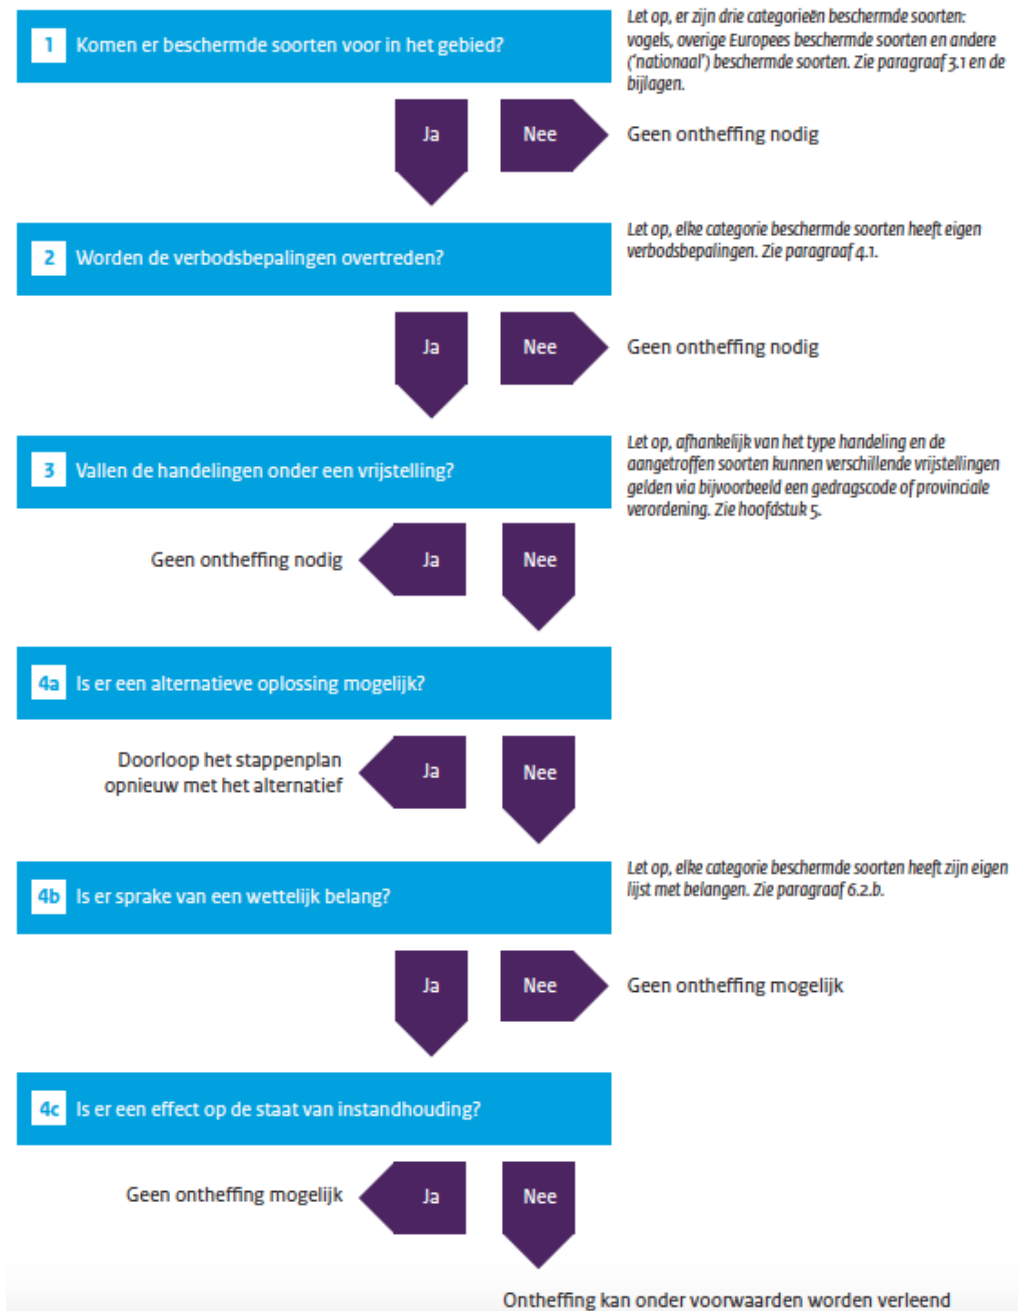 1 Komen er beschermde soorten voor in het gebied?
Let op, er zijn drie categorieën beschermde soorten:
vogels, overige Europees beschermde soorten en andere
('nationaal') beschermde soorten. Zie paragraaf 3.1 en de
bijlagen.
Ja
Nee
Geen ontheffing nodig
2 Worden de verbodsbepalingen overtreden?
Let op, elke categorie beschermde soorten heeft eigen
verbodsbepalingen. Zie paragraaf 4.1.
Ja
Nee
Geen ontheffing nodig
3 Vallen de handelingen onder een vrijstelling?
Let op, afhankelijk van het type handeling en de
aangetroffen soorten kunnen verschillende vrijstellingen
gelden via bijvoorbeeld een gedragscode of provinciale
verordening. Zie hoofdstuk 5.
Geen ontheffing nodig
Ja
Nee
4a Is er een alternatieve oplossing mogelijk?
Doorloop het stappenplan
opnieuw met het alternatief
Ja
Nee
4b Is er sprake van een wettelijk belang?
Let op, elke categorie beschermde soorten heeft zijn eigen
lijst met belangen. Zie paragraaf 6.2.b.
Ja
Nee
Geen ontheffing mogelijk
4c Is er een effect op de staat van instandhouding?
Geen ontheffing mogelijk
Ja
Nee
Ontheffing kan onder voorwaarden worden verleend